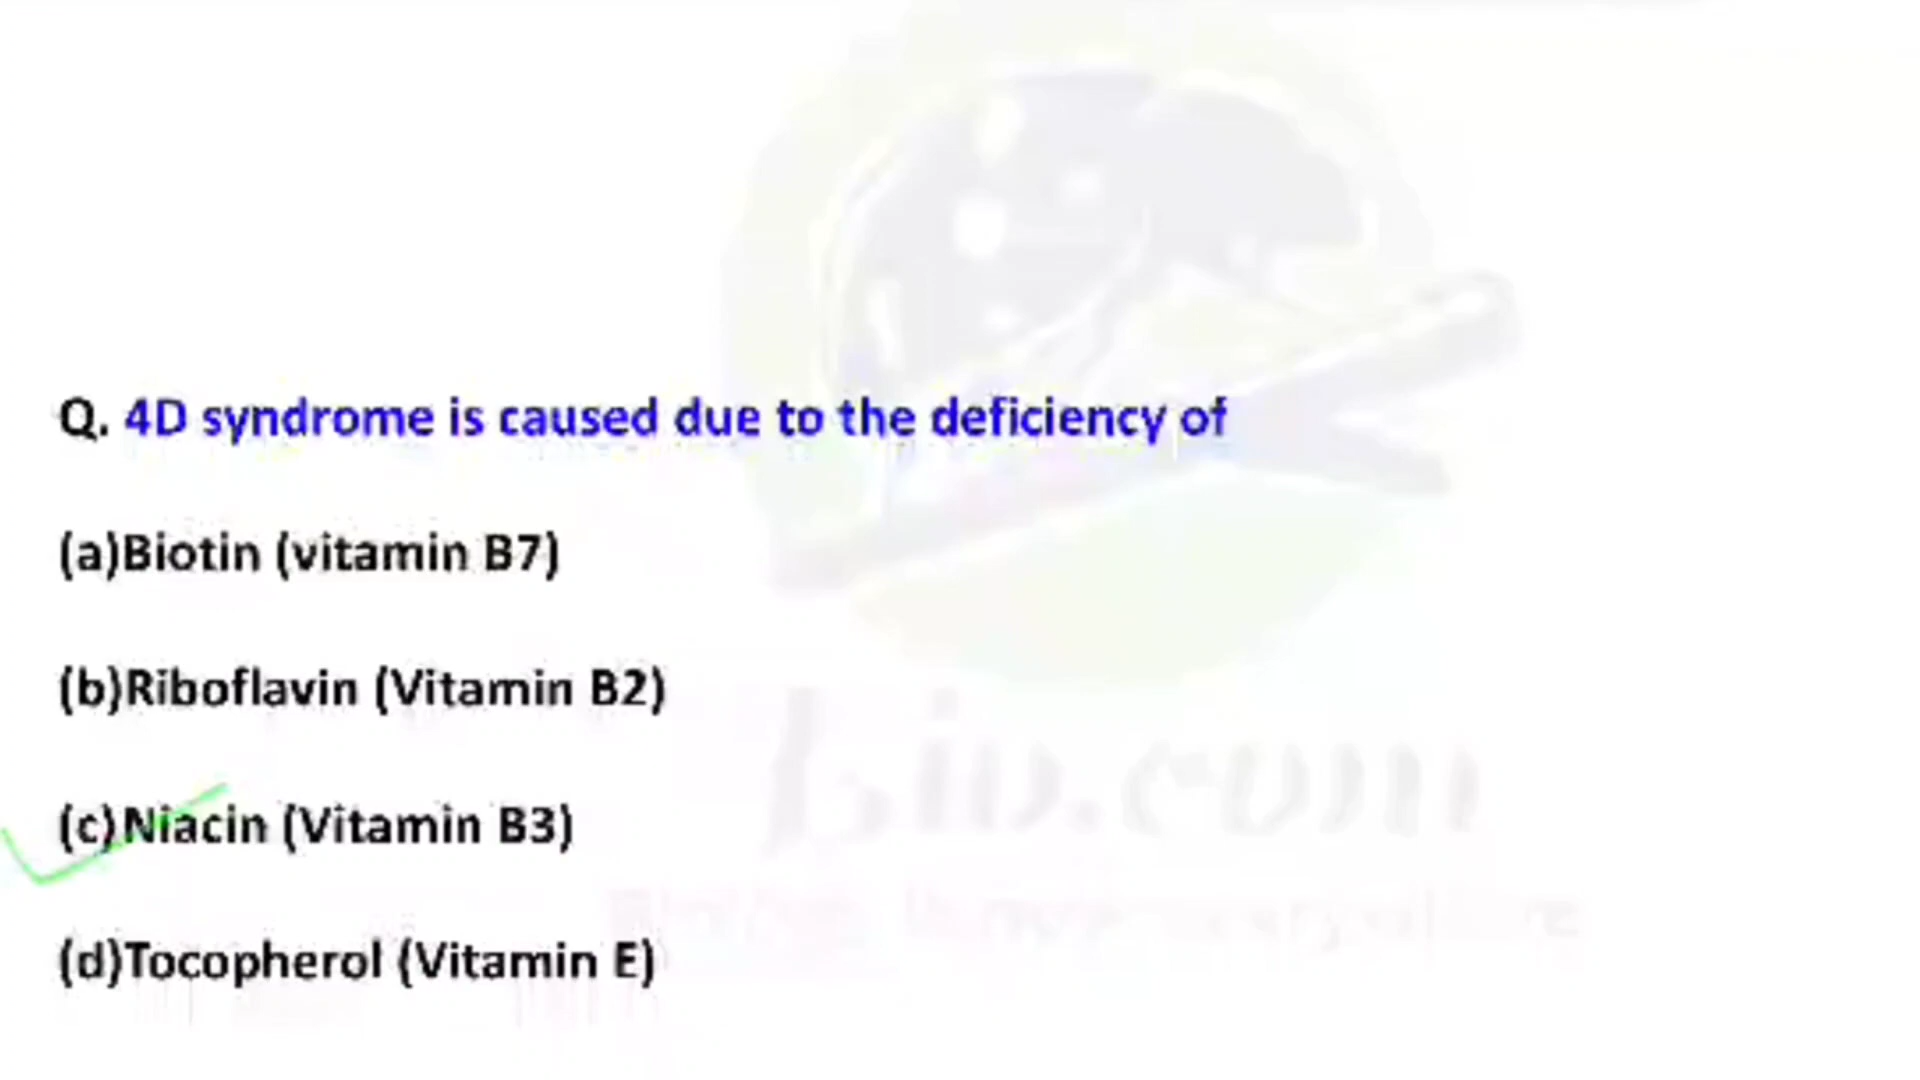 Q. 4D syndrome is caused due to the deficiency of
(a)Biotin (vitamin B7)
(b)Riboflavin (Vitamin B2)
(c)Niacin (Vitamin B3)
(d)Tocopherol (Vitamin E)